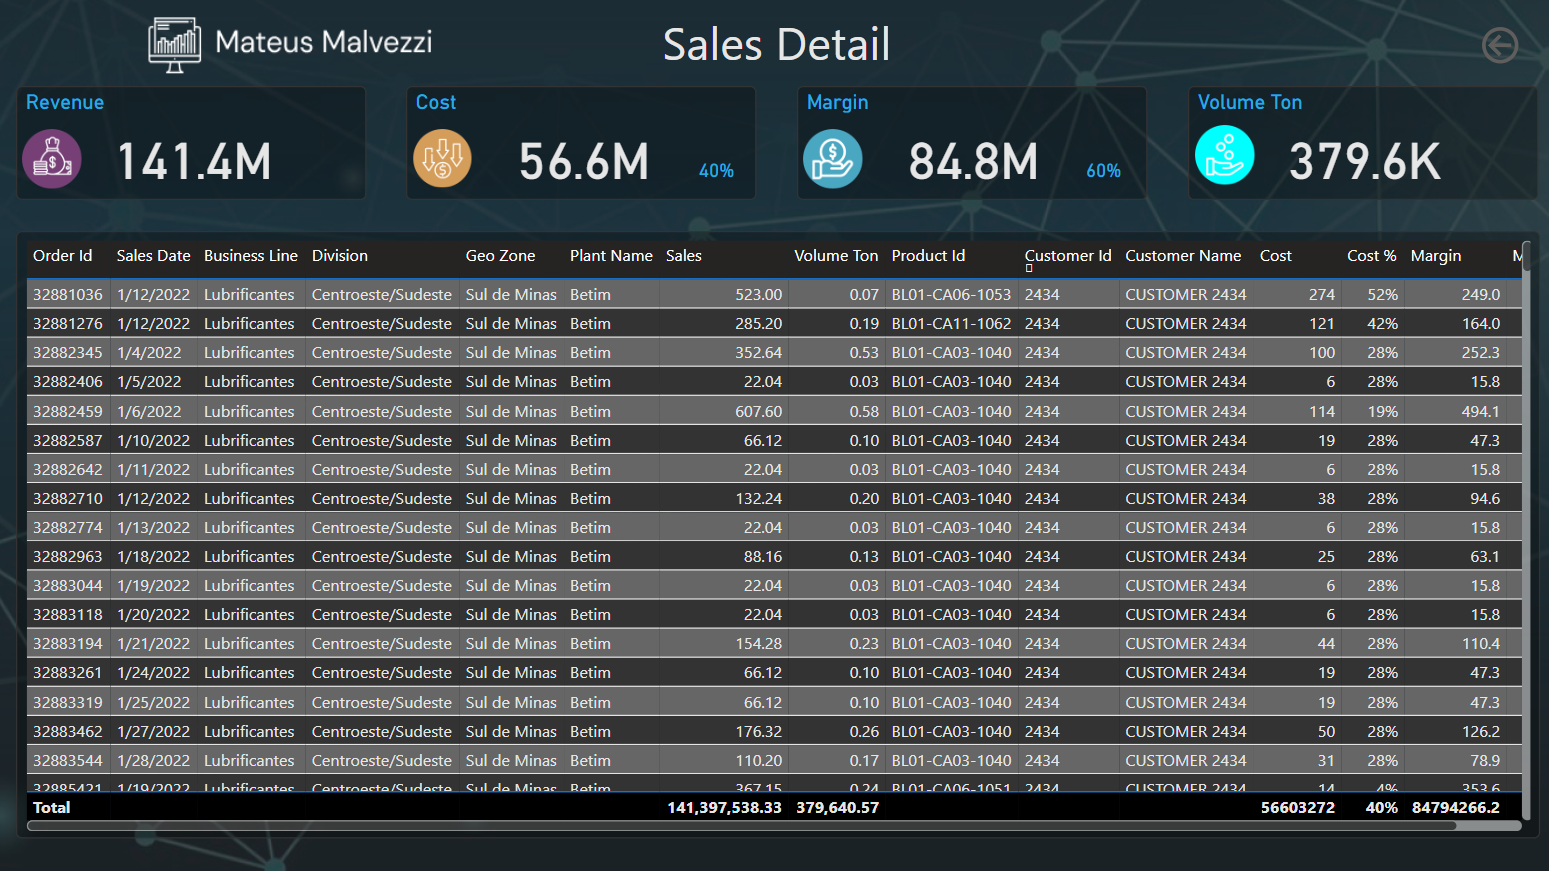 Mateus Malvezzi
Sales Detail
Revenue
141.4M
Cost
56.6M 40%
Margin
84.8M 60%
Volume Ton
379.6K
Order Id Sales Date Business Line Division Geo Zone Plant Name Sales Volume Ton Product Id Customer Id Customer Name Cost Cost % Margin M
32881036 1/12/2022 Lubrificantes Centroeste/Sudeste Sul de Minas Betim 523.00 0.07 BL01-CA06-1053 2434 CUSTOMER 2434 274 52% 249.0
32881276 1/12/2022 Lubrificantes Centroeste/Sudeste Sul de Minas Betim 285.20 0.19 BL01-CA11-1062 2434 CUSTOMER 2434 121 42% 164.0
32882345 1/4/2022 Lubrificantes Centroeste/Sudeste Sul de Minas Betim 352.64 0.53 BL01-CA03-1040 2434 CUSTOMER 2434 100 28% 252.3
32882406 1/5/2022 Lubrificantes Centroeste/Sudeste Sul de Minas Betim 22.04 0.03 BL01-CA03-1040 2434 CUSTOMER 2434 6 28% 15.8
32882459 1/6/2022 Lubrificantes Centroeste/Sudeste Sul de Minas Betim 607.60 0.58 BL01-CA03-1040 2434 CUSTOMER 2434 114 19% 494.1
32882587 1/10/2022 Lubrificantes Centroeste/Sudeste Sul de Minas Betim 66.12 0.10 BL01-CA03-1040 2434 CUSTOMER 2434 19 28% 47.3
32882642 1/11/2022 Lubrificantes Centroeste/Sudeste Sul de Minas Betim 22.04 0.03 BL01-CA03-1040 2434 CUSTOMER 2434 6 28% 15.8
32882710 1/12/2022 Lubrificantes Centroeste/Sudeste Sul de Minas Betim 132.24 0.20 BL01-CA03-1040 2434 CUSTOMER 2434 38 28% 94.6
32882774 1/13/2022 Lubrificantes Centroeste/Sudeste Sul de Minas Betim 22.04 0.03 BL01-CA03-1040 2434 CUSTOMER 2434 6 28% 15.8
32882963 1/18/2022 Lubrificantes Centroeste/Sudeste Sul de Minas Betim 88.16 0.13 BL01-CA03-1040 2434 CUSTOMER 2434 25 28% 63.1
32883044 1/19/2022 Lubrificantes Centroeste/Sudeste Sul de Minas Betim 22.04 0.03 BL01-CA03-1040 2434 CUSTOMER 2434 6 28% 15.8
32883118 1/20/2022 Lubrificantes Centroeste/Sudeste Sul de Minas Betim 22.04 0.03 BL01-CA03-1040 2434 CUSTOMER 2434 6 28% 15.8
32883194 1/21/2022 Lubrificantes Centroeste/Sudeste Sul de Minas Betim 154.28 0.23 BL01-CA03-1040 2434 CUSTOMER 2434 44 28% 110.4
32883261 1/24/2022 Lubrificantes Centroeste/Sudeste Sul de Minas Betim 66.12 0.10 BL01-CA03-1040 2434 CUSTOMER 2434 19 28% 47.3
32883319 1/25/2022 Lubrificantes Centroeste/Sudeste Sul de Minas Betim 66.12 0.10 BL01-CA03-1040 2434 CUSTOMER 2434 19 28% 47.3
32883462 1/27/2022 Lubrificantes Centroeste/Sudeste Sul de Minas Betim 176.32 0.26 BL01-CA03-1040 2434 CUSTOMER 2434 50 28% 126.2
32883544 1/28/2022 Lubrificantes Centroeste/Sudeste Sul de Minas Betim 110.20 0.17 BL01-CA03-1040 2434 CUSTOMER 2434 31 28% 78.9
32885421 1/19/2022 Lubrificantes Centroeste/Sudeste Sul de Minas Betim 367.15 0.24 BL01-CA06-1051 2434 CUSTOMER 2434 14 4% 353.6
Total 141,397,538.33 379,640.57 56603272 40% 84794266.2